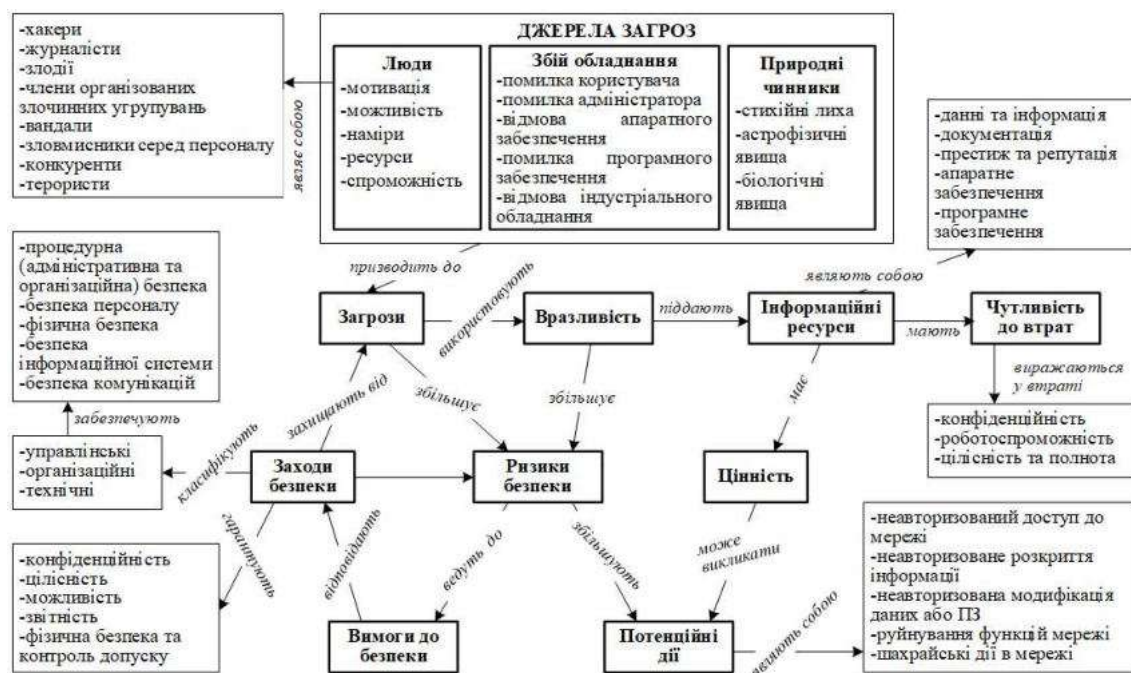 -хакери
-журналісти
-злодії
-члени організованих
злочинних угрупувань
-вандали
-зловмисники серед персоналу
-конкуренти
-терористи
являє собою
ДЖЕРЕЛА ЗАГРОЗ
Люди
-мотивація
-можливість
-наміри
-ресурси
-спроможність
Збій обладнання
-помилка користувача
-помилка адміністратора
-відмова апаратного
забезпечення
-помилка програмного
забезпечення
-відмова індустріального
обладнання
Природні
чинники
-стихійні лиха
-астрофізичні
явища
-біологічні
явища
-данні та інформація
-документація
-престиж та репутація
-апаратне
забезпечення
-програмне
забезпечення
призводить до
використовують
являють собою
-процедурна
(адміністративна та
організаційна) безпека
-безпека персоналу
-фізична безпека
-безпека
інформаційної системи
-безпека комунікацій
Загрози
Вразливість
піддають
Інформаційні
ресурси
мають
Чутливість
до втрат
забезпечують
захищають від
збільшує
збільшує
має
виражаються
у втраті
-управлінські
-організаційні
-технічні
класифікують
Заходи
безпеки
Ризики
безпеки
Цінність
-конфіденційність
-роботоспроможність
-цілісність та полнота
гарантують
відповідають
ведуть до
збільшують
може
викликати
-конфіденційність
-цілісність
-можливість
-звітність
-фізична безпека та
контроль допуску
Вимоги до
безпеки
Потенційні
дії
являють собою
-неавторизований доступ до
мережі
-неавторизоване розкриття
інформації
-неавторизована модифікація
даних або ПЗ
-руйнування функцій мережі
-шахрайські дії в мережі